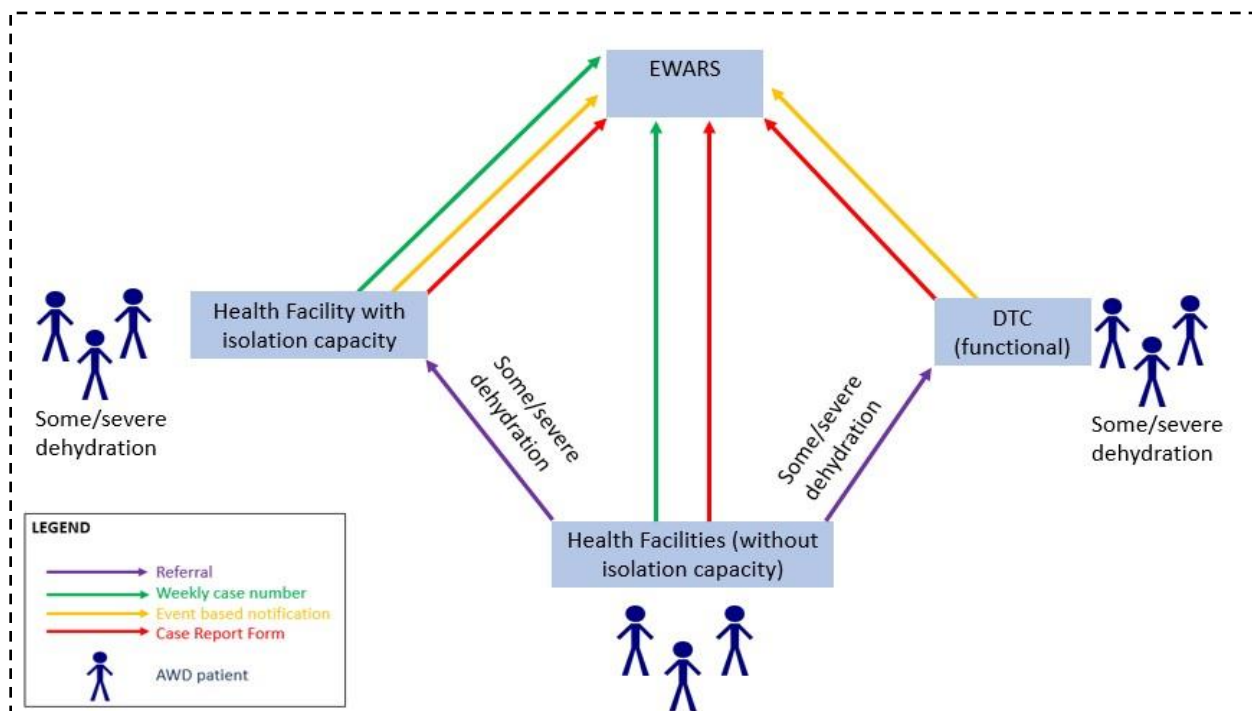 EWARS
Health Facility with
isolation capacity
DTC
(functional)
Some/severe
dehydration
Some/severe
dehydration
Some/severe
dehydration
Some/severe
dehydration
Health Facilities (without
isolation capacity)
LEGEND
Referral
Weekly case number
Event based notification
Case Report Form
AWD patient